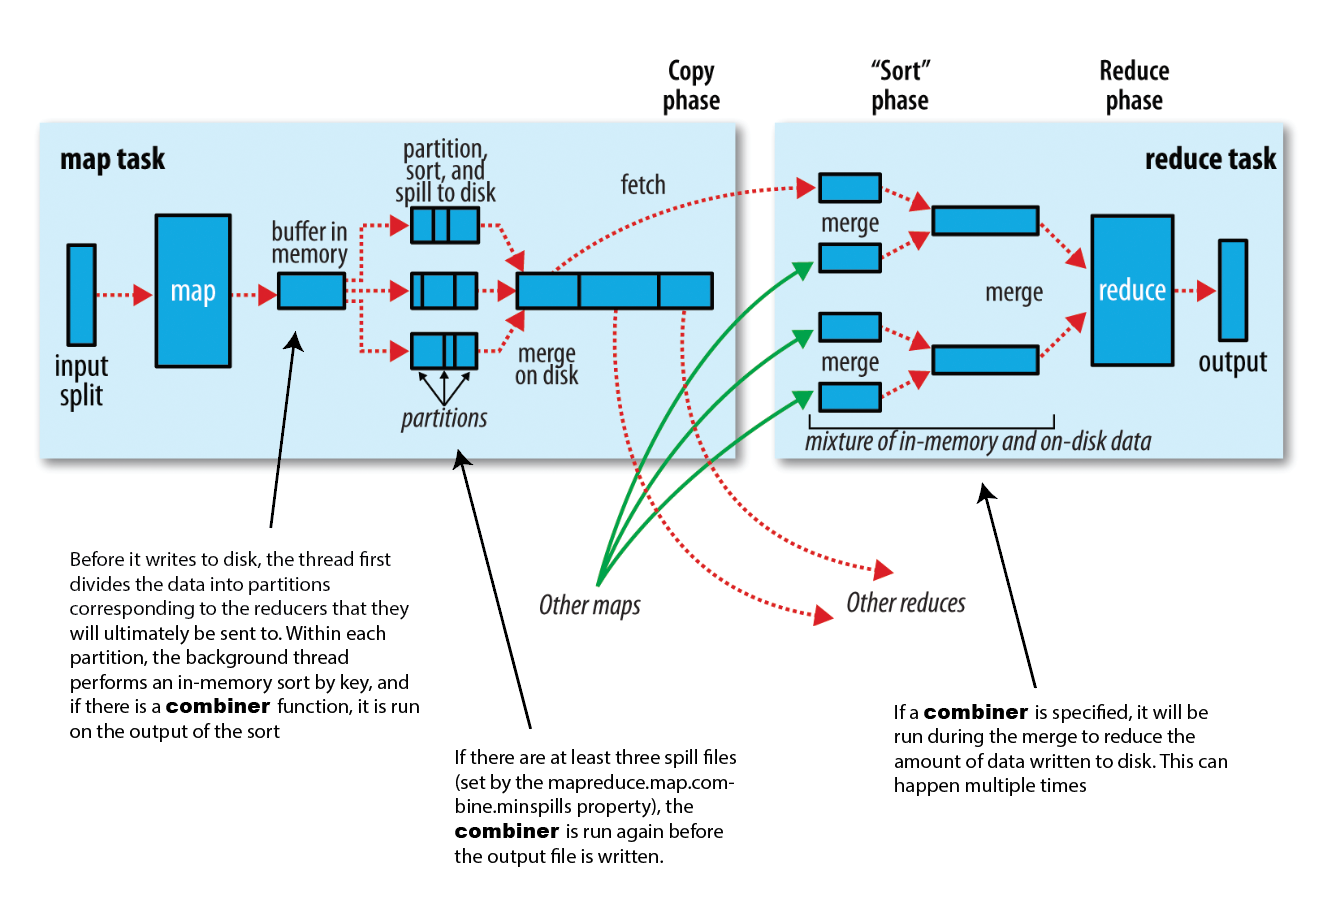 Copy
phase
“Sort”
phase
Reduce
phase
map task
partition,
sort, and
spill to disk
fetch
reduce task
buffer in
memory
merge
map
merge
reduce
input
split
merge
on disk
merge
output
partitions
mixture of in-memory and on-disk data
Before it writes to disk, the thread first
divides the data into partitions
corresponding to the reducers that they
will ultimately be sent to. Within each
partition, the background thread
performs an in-memory sort by key, and
if there is a combiner function, it is run
on the output of the sort
Other maps
Other reduces
If there are at least three spill files
(set by the mapreduce.map.com-
bine.minspills property), the
combiner is run again before
the output file is written.
If a combiner is specified, it will be
run during the merge to reduce the
amount of data written to disk. This can
happen multiple times